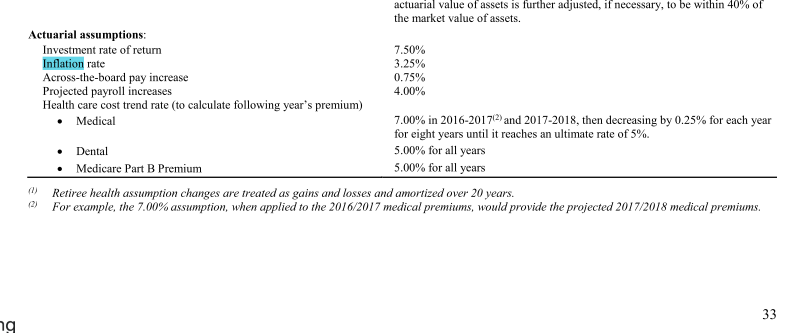 actuarial value of assets is further adjusted, if necessary, to be within 40% of
the market value of assets.
Actuarial assumptions:
Investment rate of return 7.50%
Inflation rate 3.25%
Across-the-board pay increase 0.75%
Projected payroll increases 4.00%
Health care cost trend rate (to calculate following year's premium)
• Medical 7.00% in 2016-2017(2) and 2017-2018, then decreasing by 0.25% for each year
for eight years until it reaches an ultimate rate of 5%.
• Dental 5.00% for all years
• Medicare Part B Premium 5.00% for all years
(1) Retiree health assumption changes are treated as gains and losses and amortized over 20 years.
(2) For example, the 7.00% assumption, when applied to the 2016/2017 medical premiums, would provide the projected 2017/2018 medical premiums.
33
ng